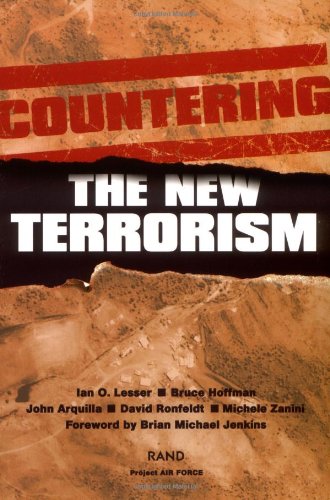 COUNTERING
THE NEW
TERRORISM
Ian O. Lesser ■ Bruce Hoffman
John Arquilla ■ David Ronfeldt ■ Michele Zanini
Foreword by Brian Michael Jenkins
RAND
Project AIR FORCE